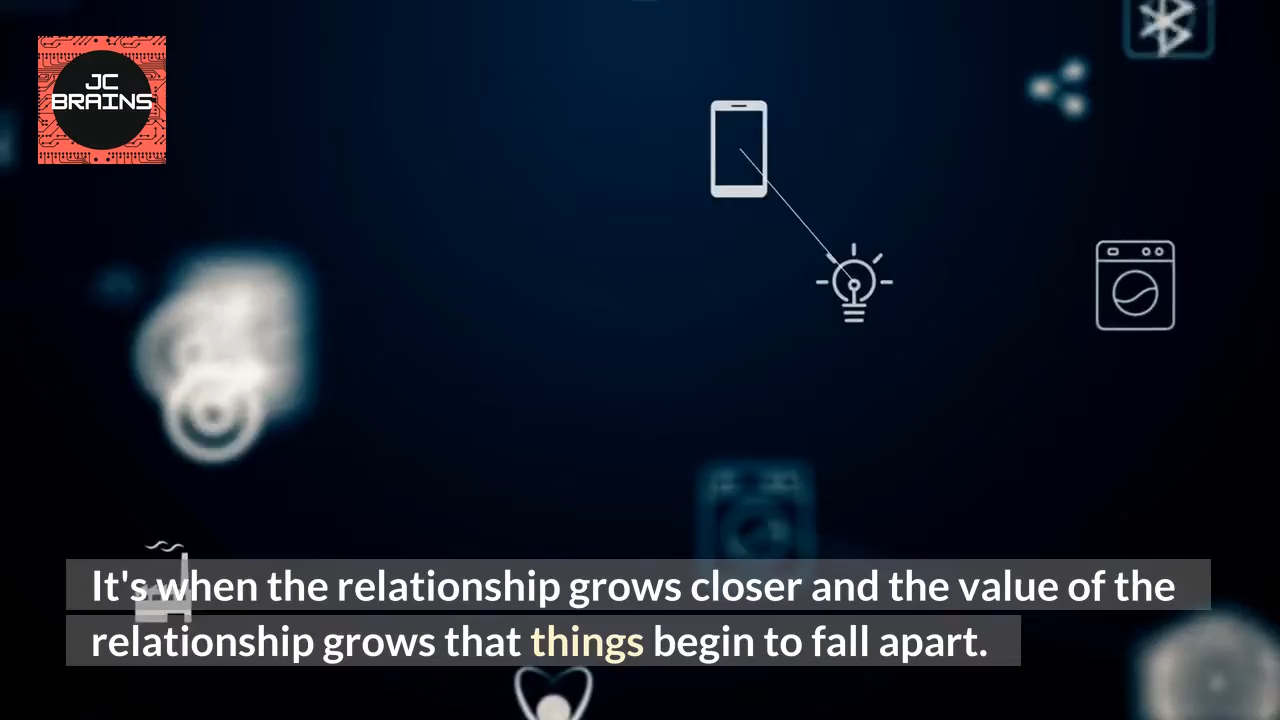 JC
BRAINS
It's when the relationship grows closer and the value of the
relationship grows that things begin to fall apart.